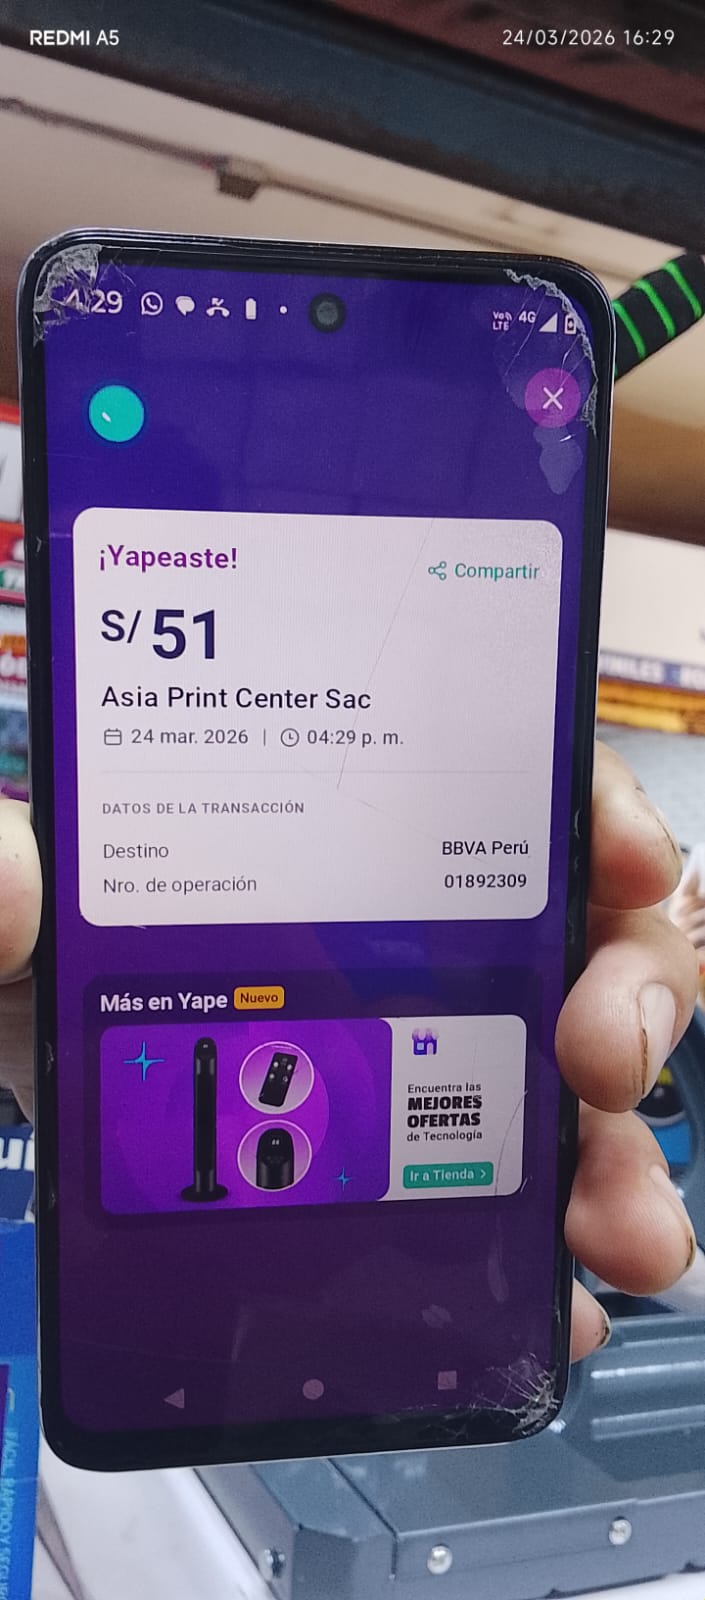 REDMI A5
24/03/2026 16:29
4:29
4G
¡Yapeaste!
Compartir
S/ 51
Asia Print Center Sac
24 mar. 2026 | 04:29 p. m.
DATOS DE LA TRANSACCIÓN
Destino
BBVA Perú
Nro. de operación
01892309
Más en Yape Nuevo
Encuentra las
MEJORES
OFERTAS
de Tecnología
Ir a Tienda >